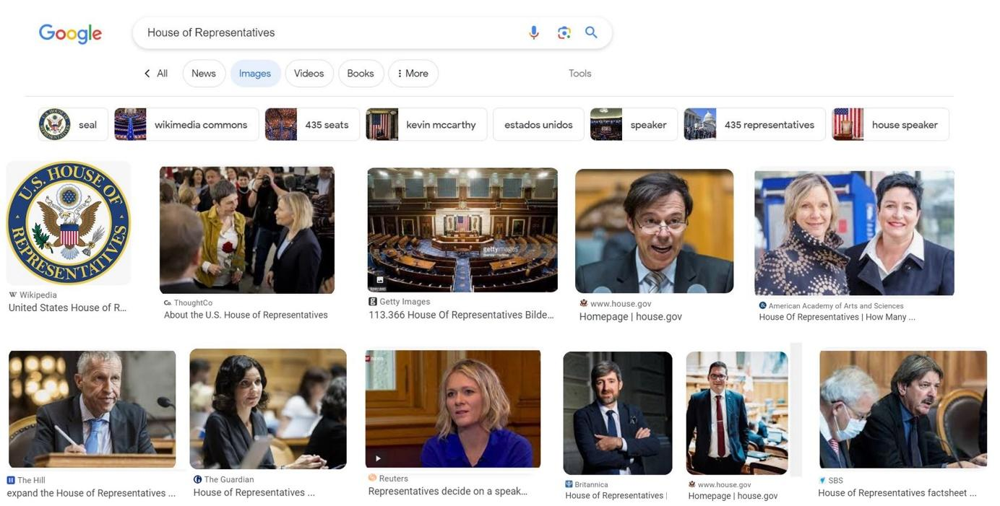 Google
House of Representatives
All
News
Images
Videos
Books
More
Tools
seal
wikimedia commons
435 seats
kevin mccarthy
estados unidos
speaker
435 representatives
house speaker
U.S. HOUSE OF
REPRESENTATIVES
gettyimages
W Wikipedia
United States House of R...
Co. ThoughtCo
About the U.S. House of Representatives
Getty Images
113.366 House Of Representatives Bilde...
www.house.gov
Homepage | house.gov
American Academy of Arts and Sciences
House Of Representatives | How Many ...
The Hill
expand the House of Representatives ...
The Guardian
House of Representatives ...
Reuters
Representatives decide on a speak...
Britannica
House of Representatives |
www.house.gov
Homepage | house.gov
SBS
House of Representatives factsheet ...